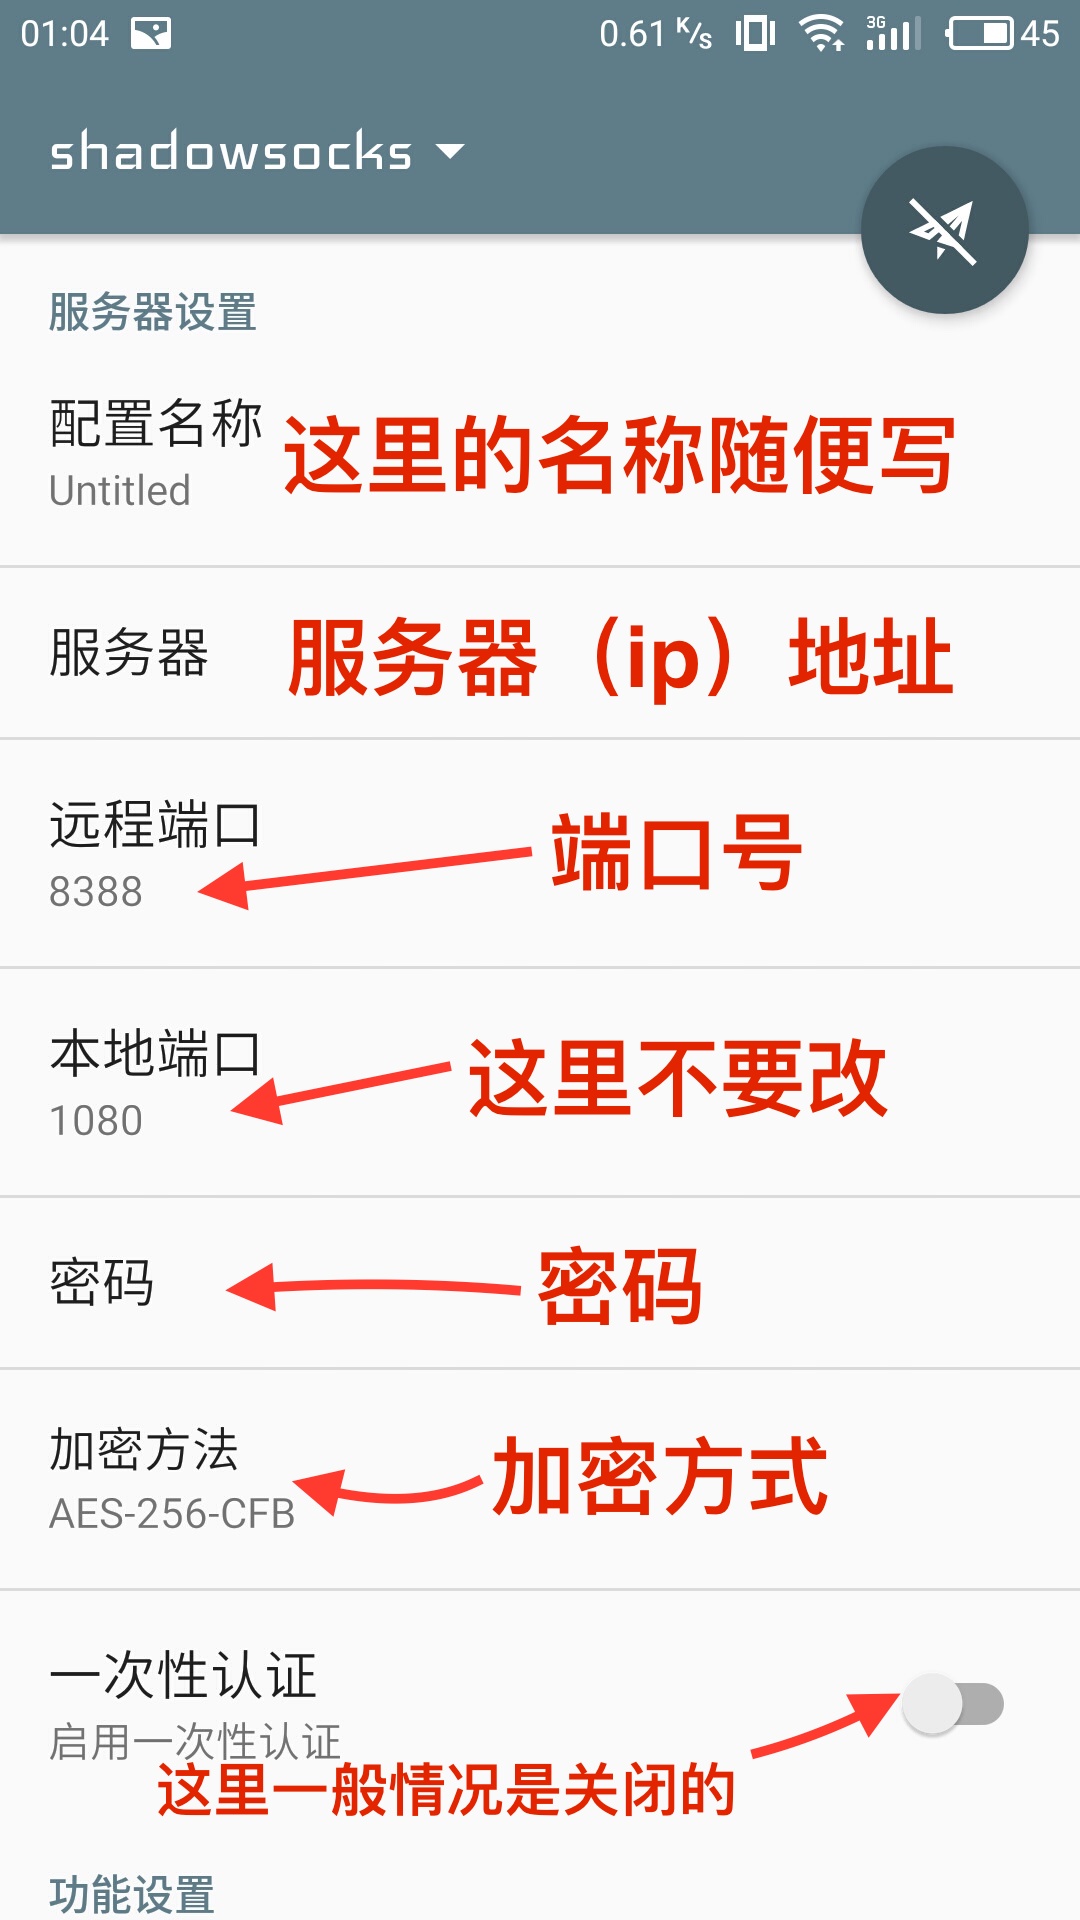 01:04 0.61 K/s 3G 45
shadowsocks
服务器设置
配置名称 这里的名称随便写
Untitled
服务器 服务器（ip）地址
远程端口 端口号
8388
本地端口 这里不要改
1080
密码 密码
加密方法 加密方式
AES-256-CFB
一次性认证
启用一次性认证
这里一般情况是关闭的
功能设置